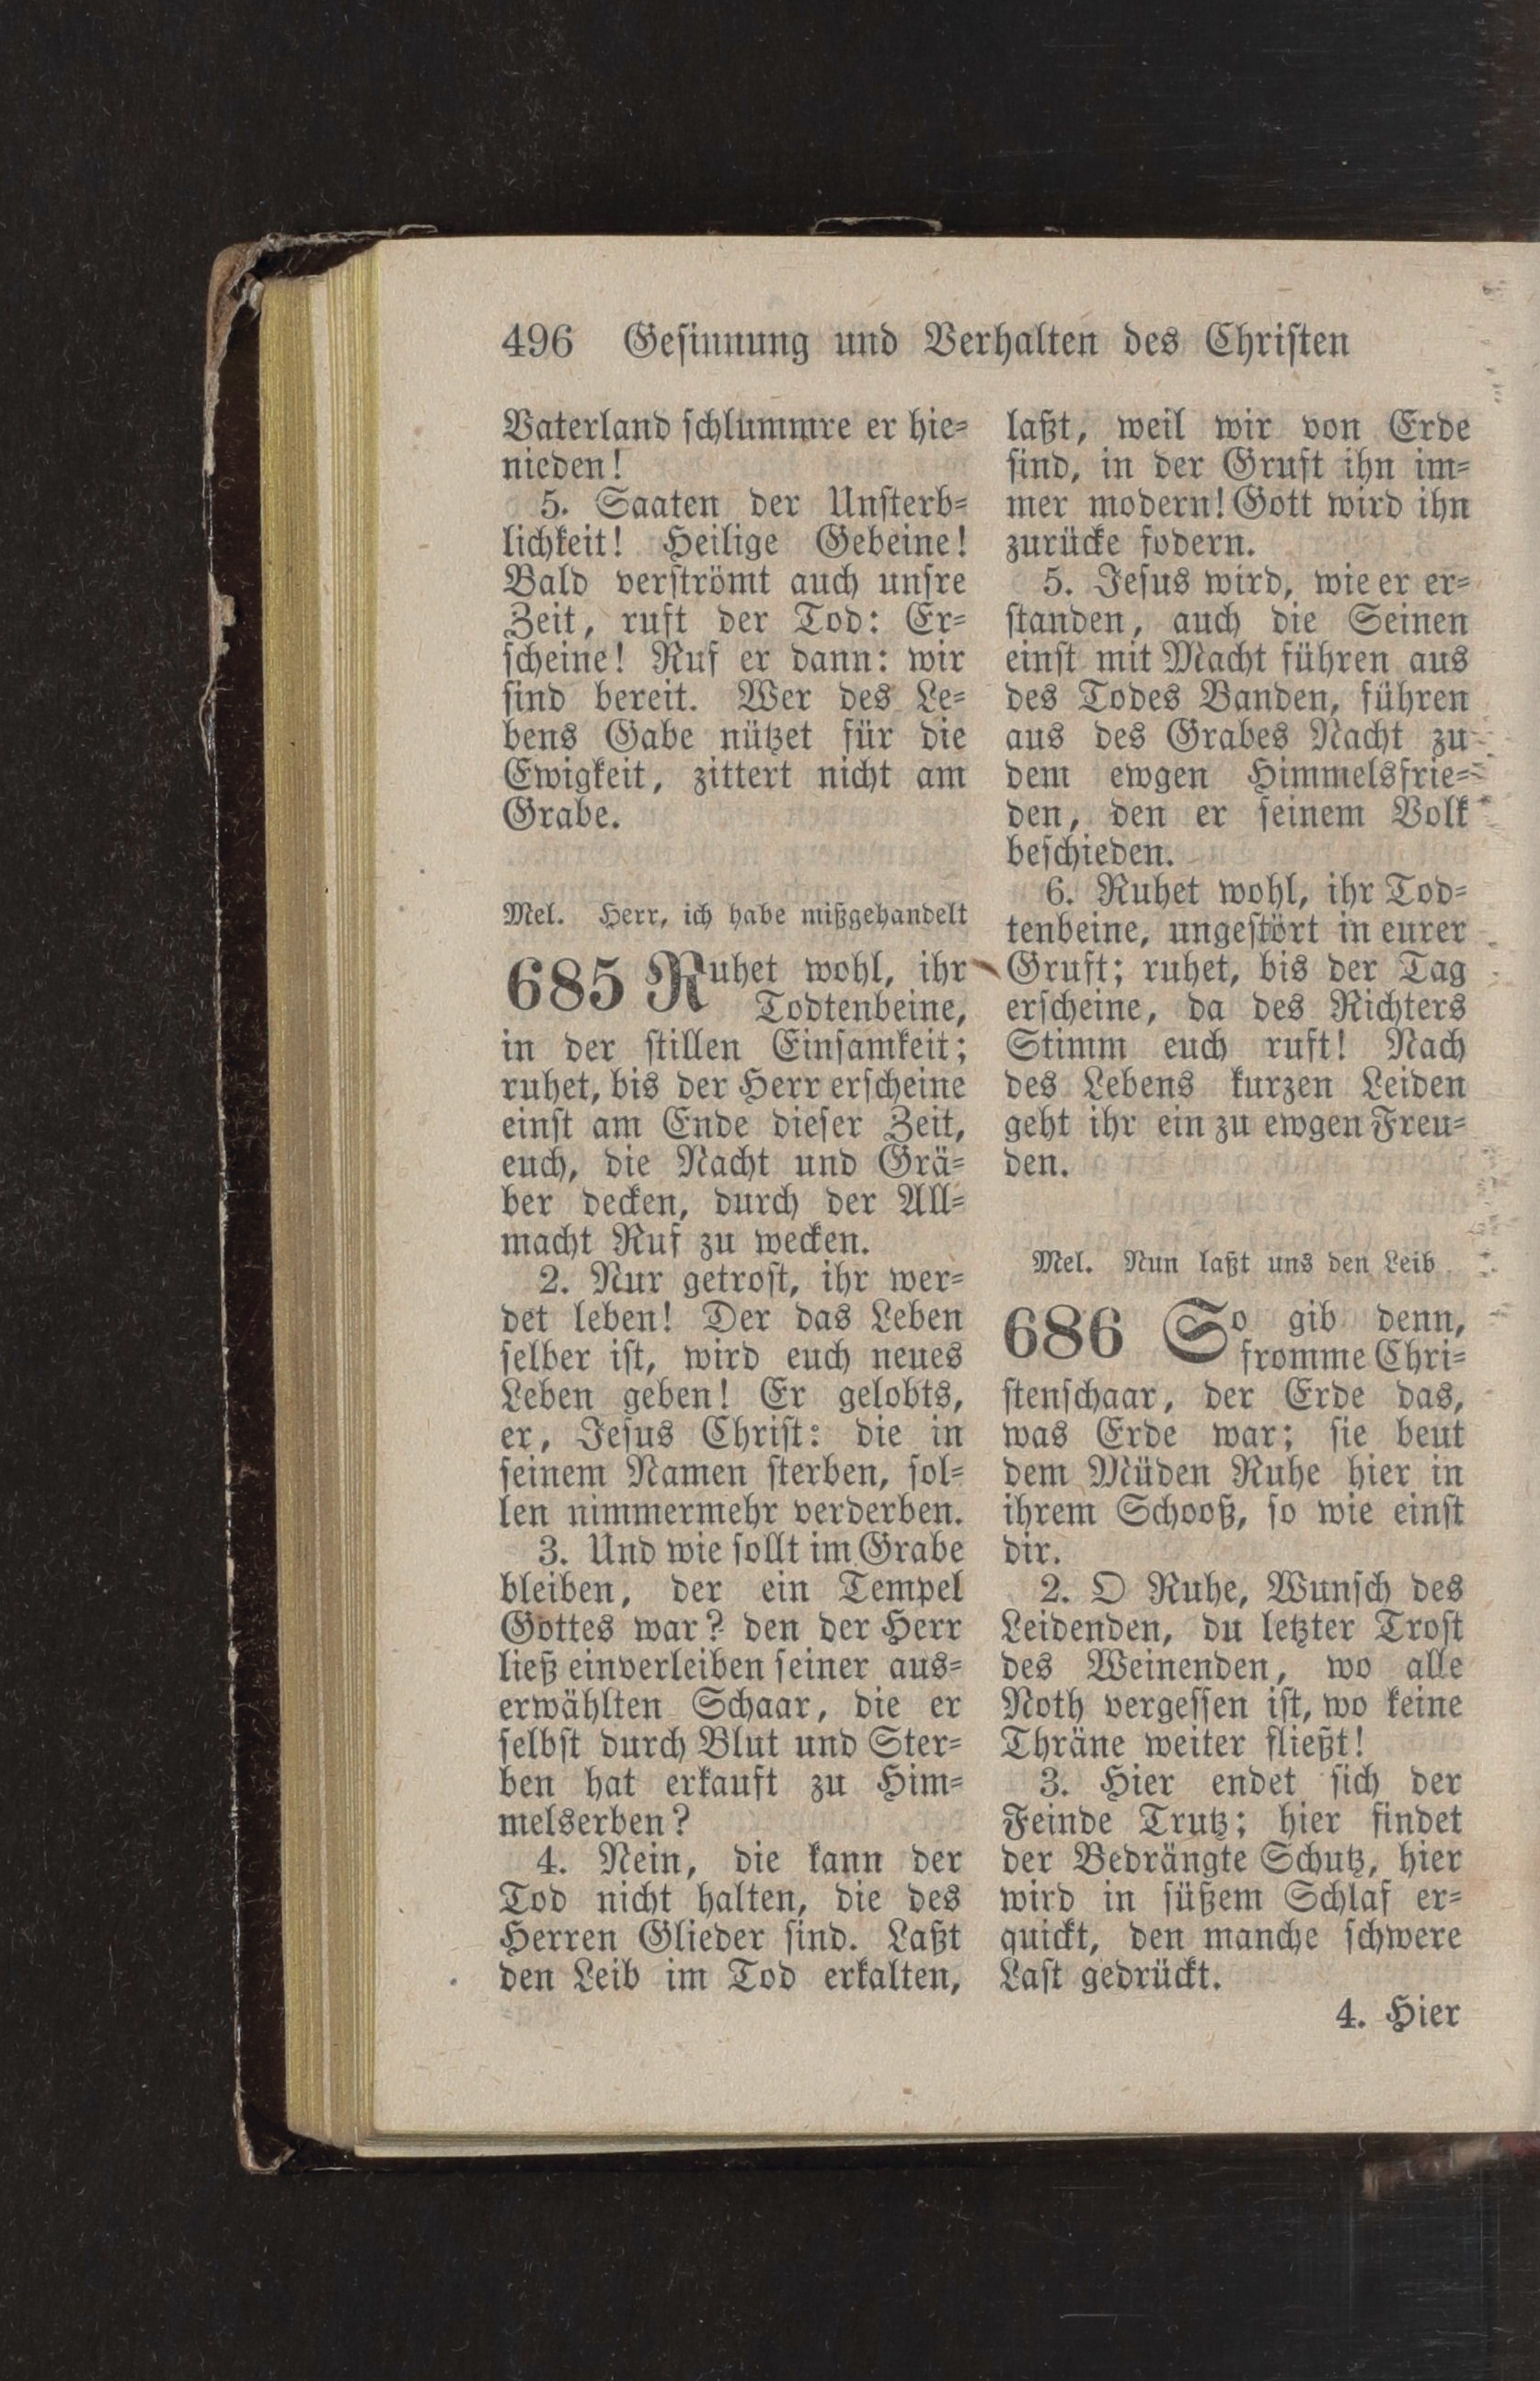 496 Gesinnung und Verhalten des Christen
Vaterland schlummre er hie-
nieden!
5. Saaten der Unsterb-
lichkeit! Heilige Gebeine!
Bald verströmt auch unsre
Zeit, ruft der Tod: Er-
scheine! Ruf er dann: wir
sind bereit. Wer des Le-
bens Gabe nützet für die
Ewigkeit, zittert nicht am
Grabe.
Mel. Herr, ich habe mißgehandelt
685 Ruhet wohl, ihr
Todtenbeine,
in der stillen Einsamkeit;
ruhet, bis der Herr erscheine
einst am Ende dieser Zeit,
euch, die Nacht und Grä-
ber decken, durch der All-
macht Ruf zu wecken.
2. Nur getrost, ihr wer-
det leben! Der das Leben
selber ist, wird euch neues
Leben geben! Er gelobts,
er, Jesus Christ: die in
seinem Namen sterben, sol-
len nimmermehr verderben.
3. Und wie sollt im Grabe
bleiben, der ein Tempel
Gottes war? den der Herr
ließ einverleiben seiner aus-
erwählten Schaar, die er
selbst durch Blut und Ster-
ben hat erkauft zu Him-
melserben?
4. Nein, die kann der
Tod nicht halten, die des
Herren Glieder sind. Laßt
den Leib im Tod erkalten,
laßt, weil wir von Erde
sind, in der Gruft ihn im-
mer modern! Gott wird ihn
zurücke fodern.
5. Jesus wird, wie er er-
standen, auch die Seinen
einst mit Macht führen aus
des Todes Banden, führen
aus des Grabes Nacht zu
dem ewgen Himmelsfrie-
den, den er seinem Volk
beschieden.
6. Ruhet wohl, ihr Tod-
tenbeine, ungestört in eurer
Gruft; ruhet, bis der Tag
erscheine, da des Richters
Stimm euch ruft! Nach
des Lebens kurzen Leiden
geht ihr ein zu ewgen Freu-
den.
Mel. Nun laßt uns den Leib
686 So gib denn,
fromme Chri-
stenschaar, der Erde das,
was Erde war; sie beut
dem Müden Ruhe hier in
ihrem Schooß, so wie einst
dir.
2. O Ruhe, Wunsch des
Leidenden, du letzter Trost
des Weinenden, wo alle
Noth vergessen ist, wo keine
Thräne weiter fließt!
3. Hier endet sich der
Feinde Trutz; hier findet
der Bedrängte Schutz, hier
wird in süßem Schlaf er-
quickt, den manche schwere
Last gedrückt.
4. Hier